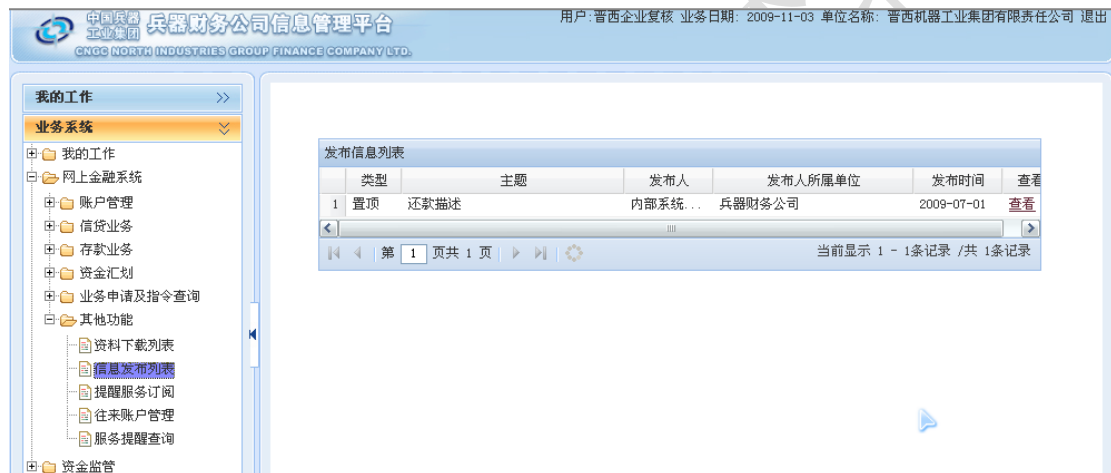 中国兵器工业集团 兵器财务公司信息管理平台
CNGC NORTH INDUSTRIES GROUP FINANCE COMPANY LTD.
用户:晋西企业复核 业务日期: 2009-11-03 单位名称: 晋西机器工业集团有限责任公司 退出
我的工作
业务系统
我的工作
网上金融系统
账户管理
信贷业务
存款业务
资金汇划
业务申请及指令查询
其他功能
资料下载列表
信息发布列表
提醒服务订阅
往来账户管理
服务提醒查询
资金监管
发布信息列表
类型 主题 发布人 发布人所属单位 发布时间 查看
1 置顶 还款描述 内部系统... 兵器财务公司 2009-07-01 查看
第 1 页共 1 页 当前显示 1 - 1条记录 /共 1条记录